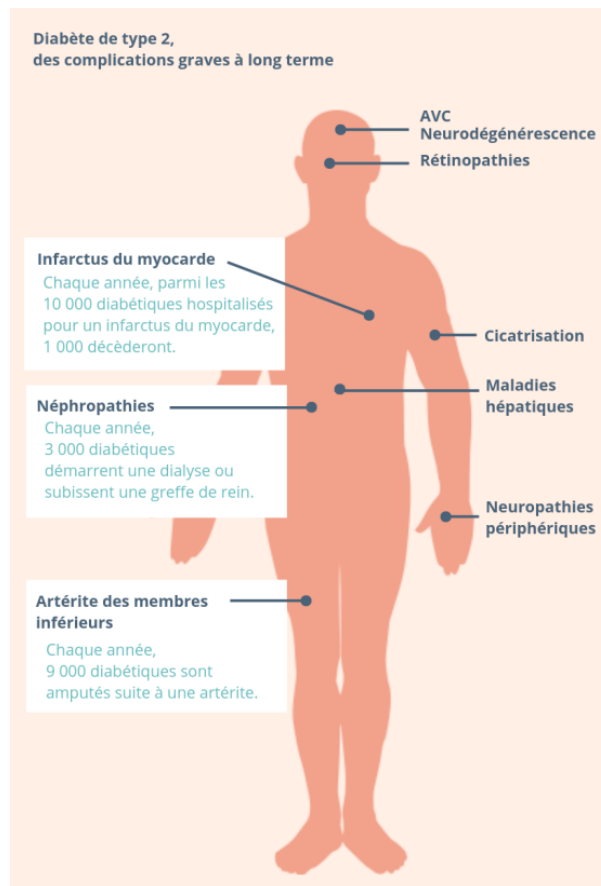 Diabète de type 2,
des complications graves à long terme
AVC
Neurodégénérescence
Rétinopathies
Infarctus du myocarde
Chaque année, parmi les
10 000 diabétiques hospitalisés
pour un infarctus du myocarde,
1 000 décèderont.
Cicatrisation
Maladies
hépatiques
Néphropathies
Chaque année,
3 000 diabétiques
démarrent une dialyse ou
subissent une greffe de rein.
Neuropathies
périphériques
Artérite des membres
inférieurs
Chaque année,
9 000 diabétiques sont
amputés suite à une artérite.